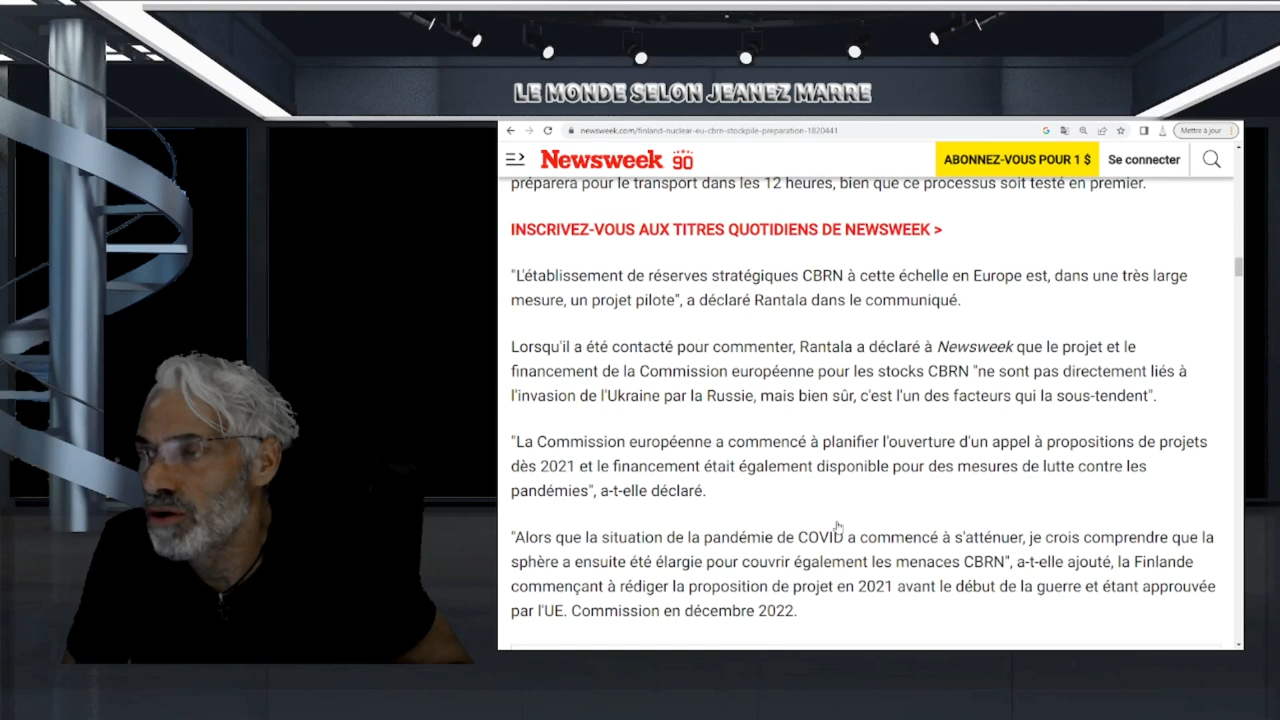 LE MONDE SELON JEANEZ MARRE
newsweek.com/finland-nuclear-eu-cbrn-stockpile-preparation-1820441
Mettre à jour
Newsweek 90
ABONNEZ-VOUS POUR 1 $
Se connecter
préparera pour le transport dans les 12 heures, bien que ce processus soit testé en premier.
INSCRIVEZ-VOUS AUX TITRES QUOTIDIENS DE NEWSWEEK >
"L'établissement de réserves stratégiques CBRN à cette échelle en Europe est, dans une très large
mesure, un projet pilote", a déclaré Rantala dans le communiqué.
Lorsqu'il a été contacté pour commenter, Rantala a déclaré à Newsweek que le projet et le
financement de la Commission européenne pour les stocks CBRN "ne sont pas directement liés à
l'invasion de l'Ukraine par la Russie, mais bien sûr, c'est l'un des facteurs qui la sous-tendent".
"La Commission européenne a commencé à planifier l'ouverture d'un appel à propositions de projets
dès 2021 et le financement était également disponible pour des mesures de lutte contre les
pandémies", a-t-elle déclaré.
"Alors que la situation de la pandémie de COVID a commencé à s'atténuer, je crois comprendre que la
sphère a ensuite été élargie pour couvrir également les menaces CBRN", a-t-elle ajouté, la Finlande
commençant à rédiger la proposition de projet en 2021 avant le début de la guerre et étant approuvée
par l'UE. Commission en décembre 2022.